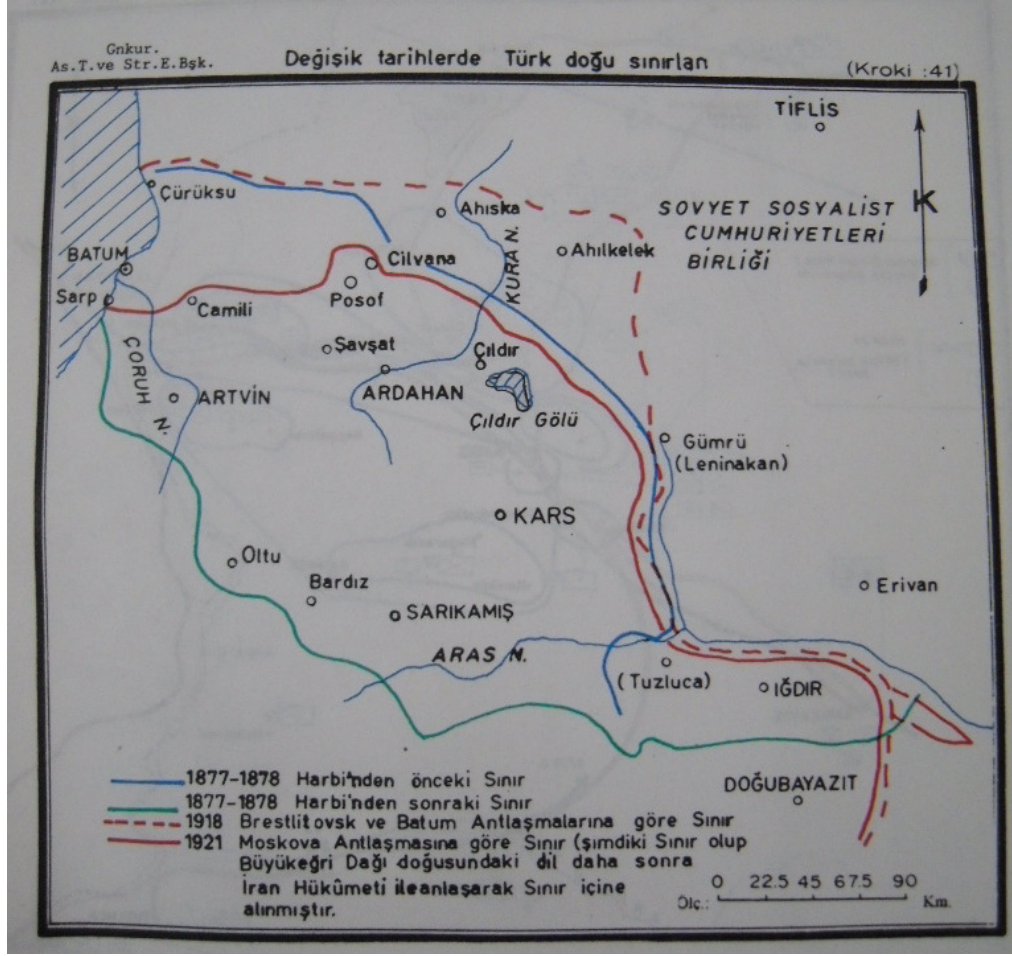 Gnkur.
As.T.ve Str.E.Bşk.
Değişik tarihlerde Türk doğu sınırlan
(Kroki :41)
TİFLİS
K
Çürüksu
Ahıska
SOVYET SOSYALİST
CUMHURİYETLERİ
BİRLİĞİ
Ahılkelek
KURA N.
BATUM
Cilvana
Sarp
Camili
Posof
ÇORUH N.
Şavşat
Çıldır
ARTVİN
ARDAHAN
Çıldır Gölü
Gümrü
(Leninakan)
KARS
Oltu
Bardız
Erivan
SARIKAMIŞ
ARAS N.
(Tuzluca)
IĞDIR
DOĞUBAYAZIT
1877-1878 Harbi'nden önceki Sınır
1877-1878 Harbi'nden sonraki Sınır
1918 Brestlitovsk ve Batum Antlaşmalarına göre Sınır
1921 Moskova Antlaşmasına göre Sınır (şimdiki Sınır olup
Büyükeğri Dağı doğusundaki dil daha sonra
İran Hükûmeti ileanlaşarak Sınır içine
alınmıştır.
0 22.5 45 67.5 90
Ölç.: Km.